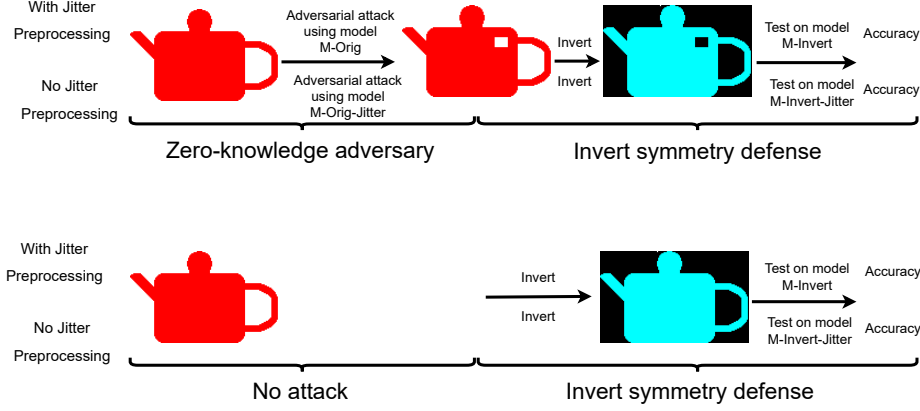 With Jitter
Preprocessing
No Jitter
Preprocessing
Adversarial attack
using model
M-Orig
Adversarial attack
using model
M-Orig-Jitter
Invert
Invert
Test on model
M-Invert
Test on model
M-Invert-Jitter
Accuracy
Accuracy
Zero-knowledge adversary
Invert symmetry defense
With Jitter
Preprocessing
No Jitter
Preprocessing
Invert
Invert
Test on model
M-Invert
Test on model
M-Invert-Jitter
Accuracy
Accuracy
No attack
Invert symmetry defense